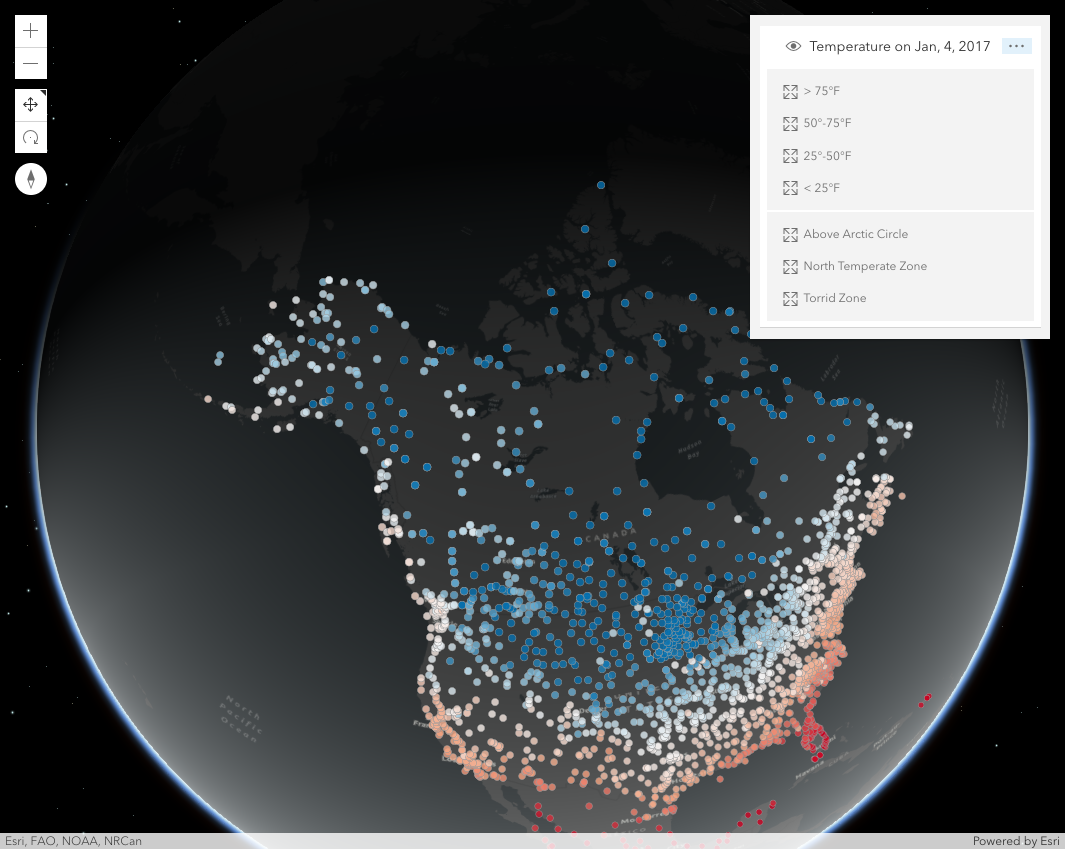 Temperature on Jan, 4, 2017
> 75°F
50°-75°F
25°-50°F
< 25°F
Above Arctic Circle
North Temperate Zone
Torrid Zone
Hudson
Bay
CANADA
North
Pacific
Ocean
Havana
Esri, FAO, NOAA, NRCan
Powered by Esri